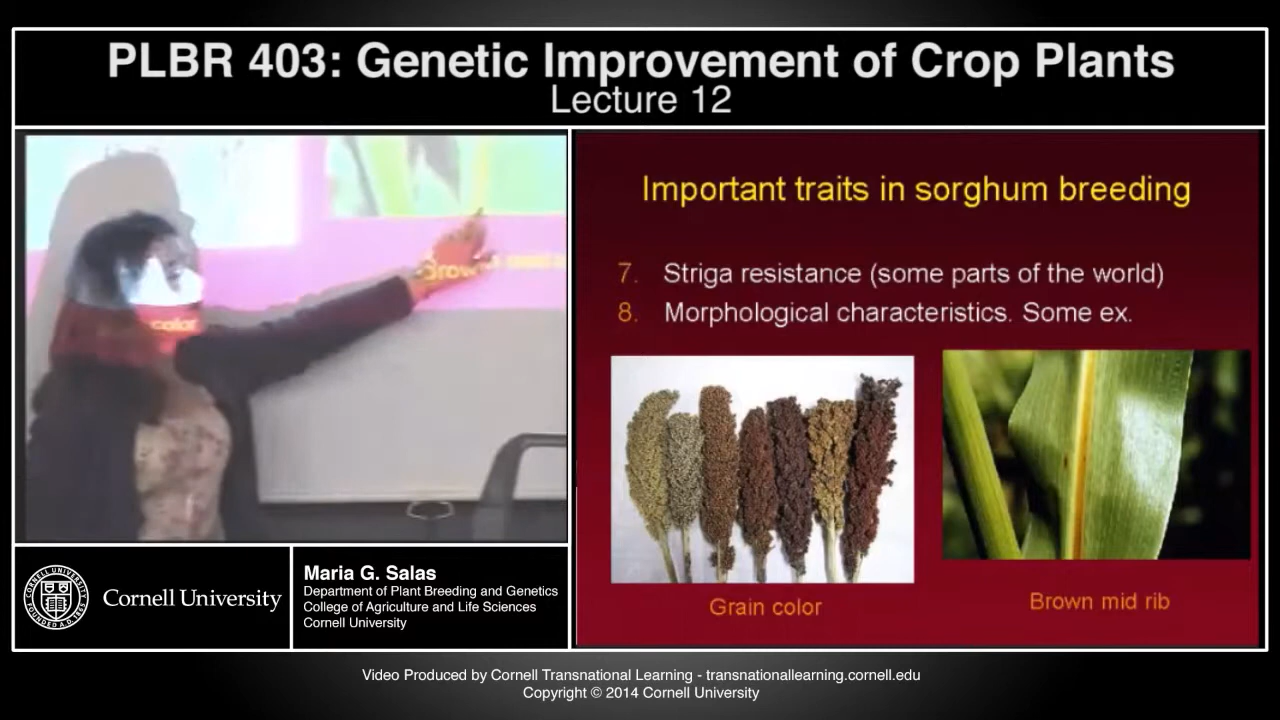 PLBR 403: Genetic Improvement of Crop Plants
Lecture 12
color
Brown mid
Important traits in sorghum breeding
7. Striga resistance (some parts of the world)
8. Morphological characteristics. Some ex.
Grain color
Brown mid rib
Cornell University
Maria G. Salas
Department of Plant Breeding and Genetics
College of Agriculture and Life Sciences
Cornell University
Video Produced by Cornell Transnational Learning - transnationallearning.cornell.edu
Copyright © 2014 Cornell University